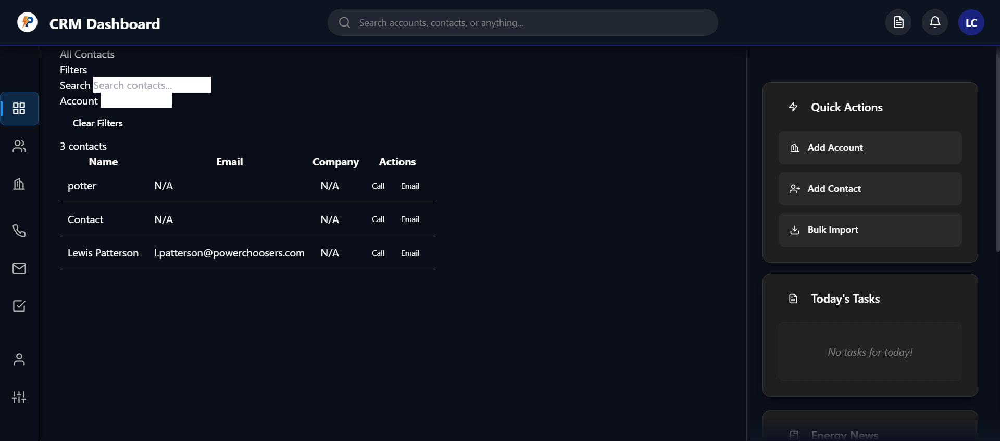 CRM Dashboard
Search accounts, contacts, or anything...
LC
All Contacts
Filters
Search Search contacts...
Account
Clear Filters
3 contacts
Name Email Company Actions
potter N/A N/A Call Email
Contact N/A N/A Call Email
Lewis Patterson l.patterson@powerchoosers.com N/A Call Email
Quick Actions
Add Account
Add Contact
Bulk Import
Today's Tasks
No tasks for today!
Energy News